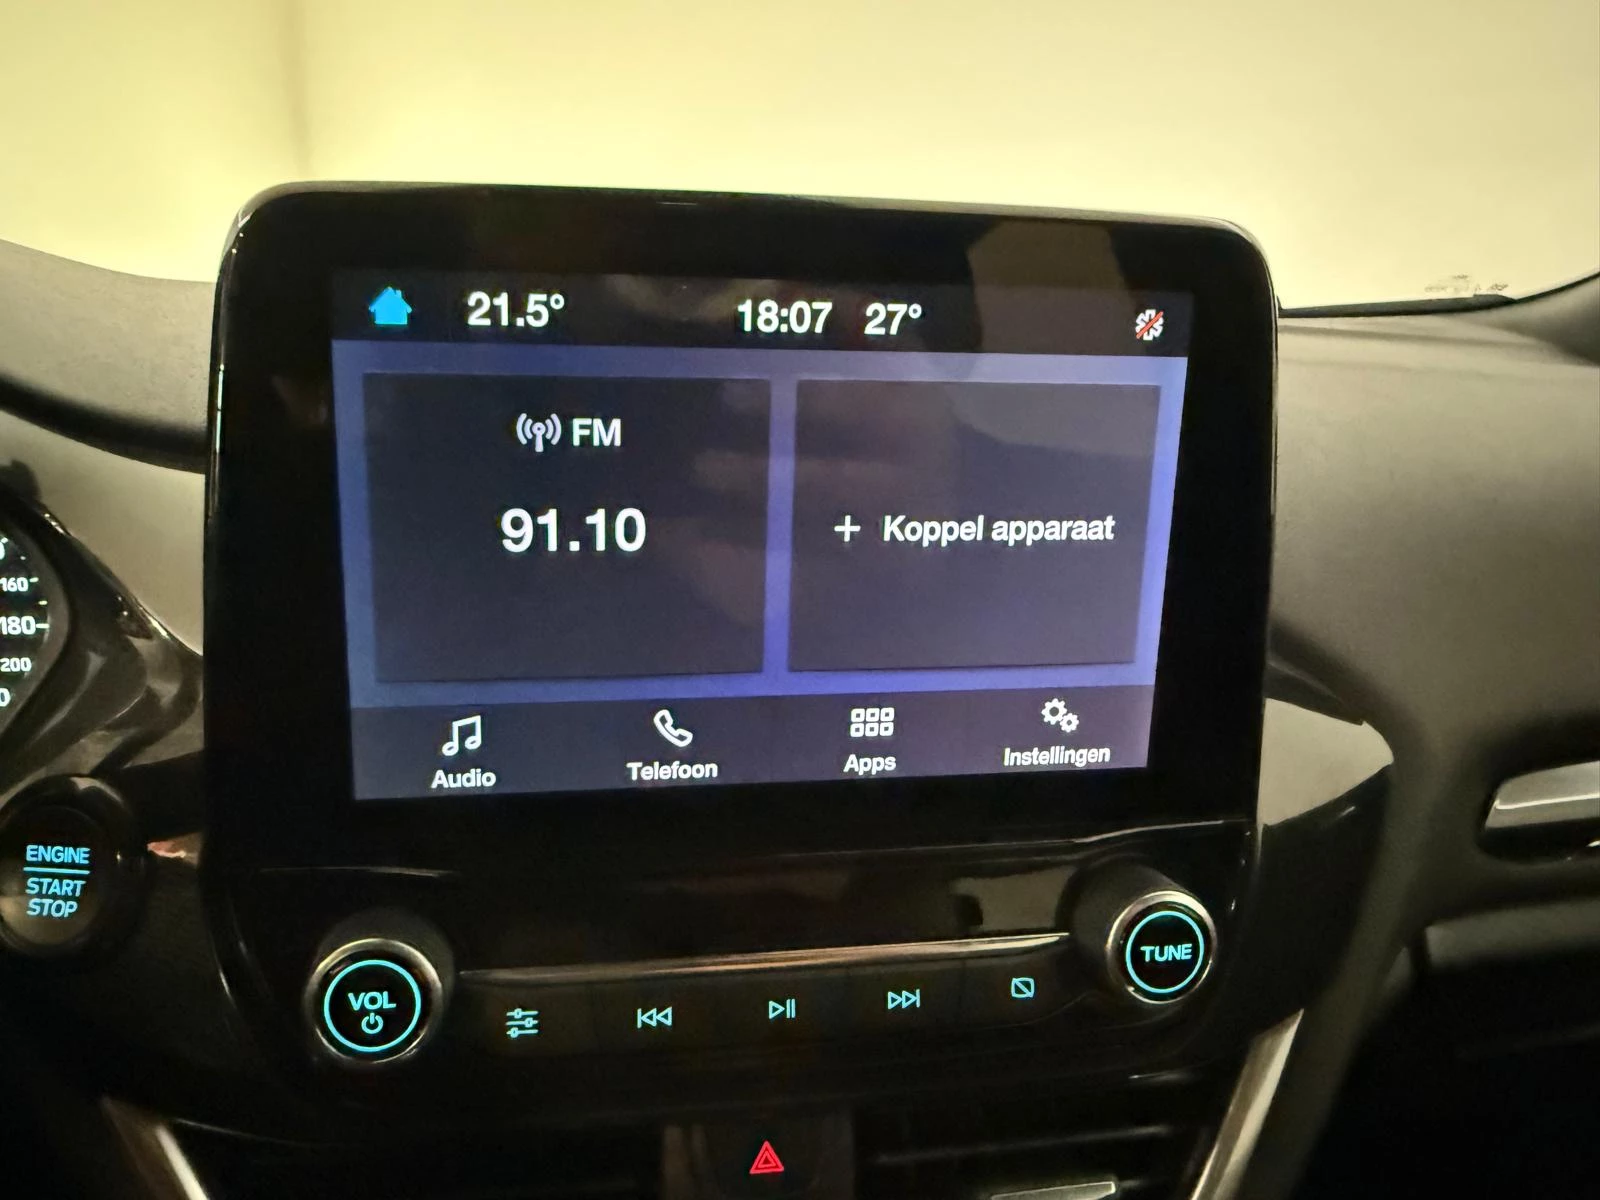 21.5° 18:07 27°
FM
91.10
+ Koppel apparaat
Audio Telefoon Apps Instellingen
160
180
200
0
ENGINE
START
STOP
VOL
TUNE